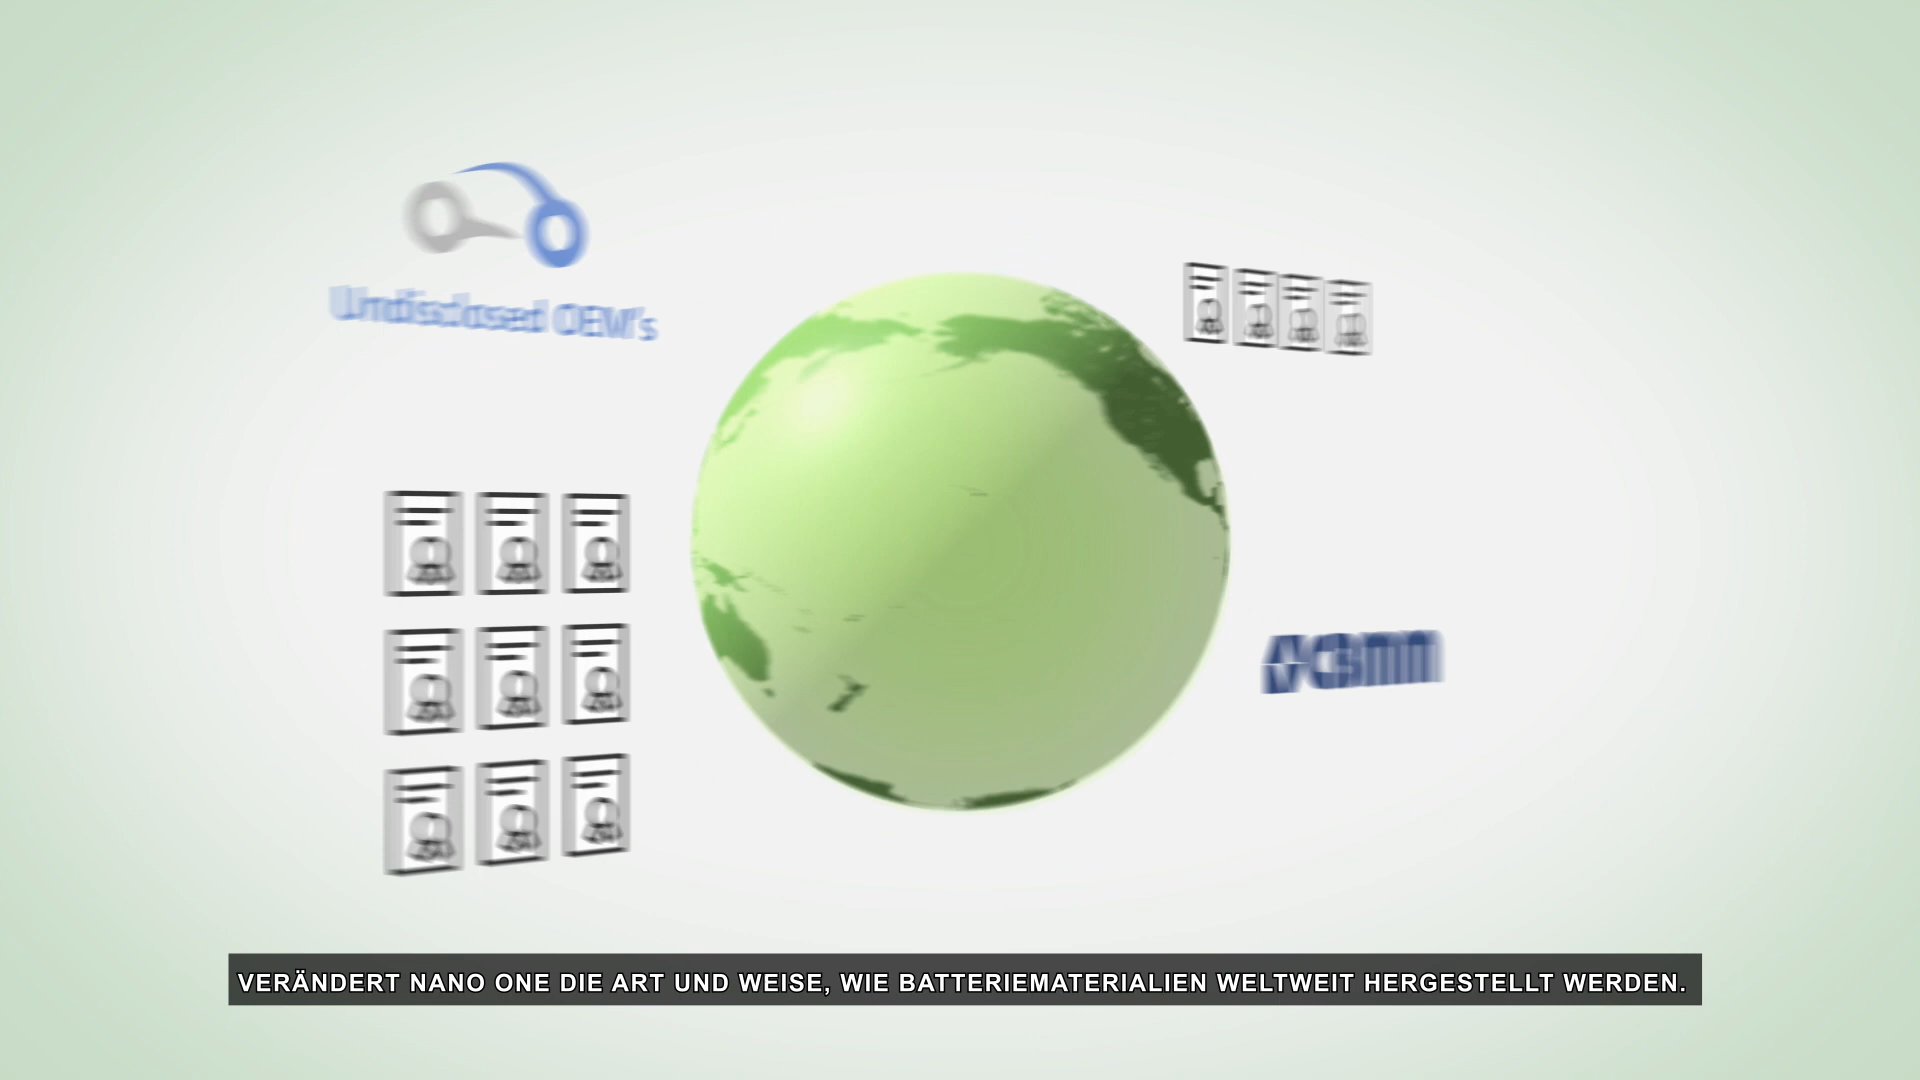 Undisclosed OEM's
VERÄNDERT NANO ONE DIE ART UND WEISE, WIE BATTERIEMATERIALIEN WELTWEIT HERGESTELLT WERDEN.